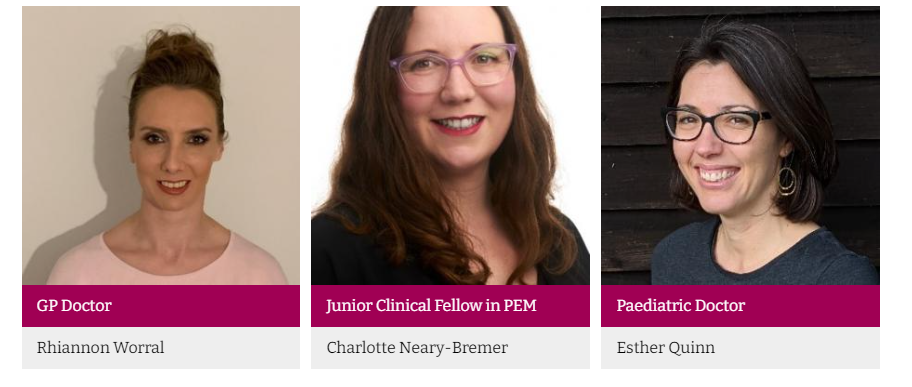 GP Doctor
Rhiannon Worral
Junior Clinical Fellow in PEM
Charlotte Neary-Bremer
Paediatric Doctor
Esther Quinn